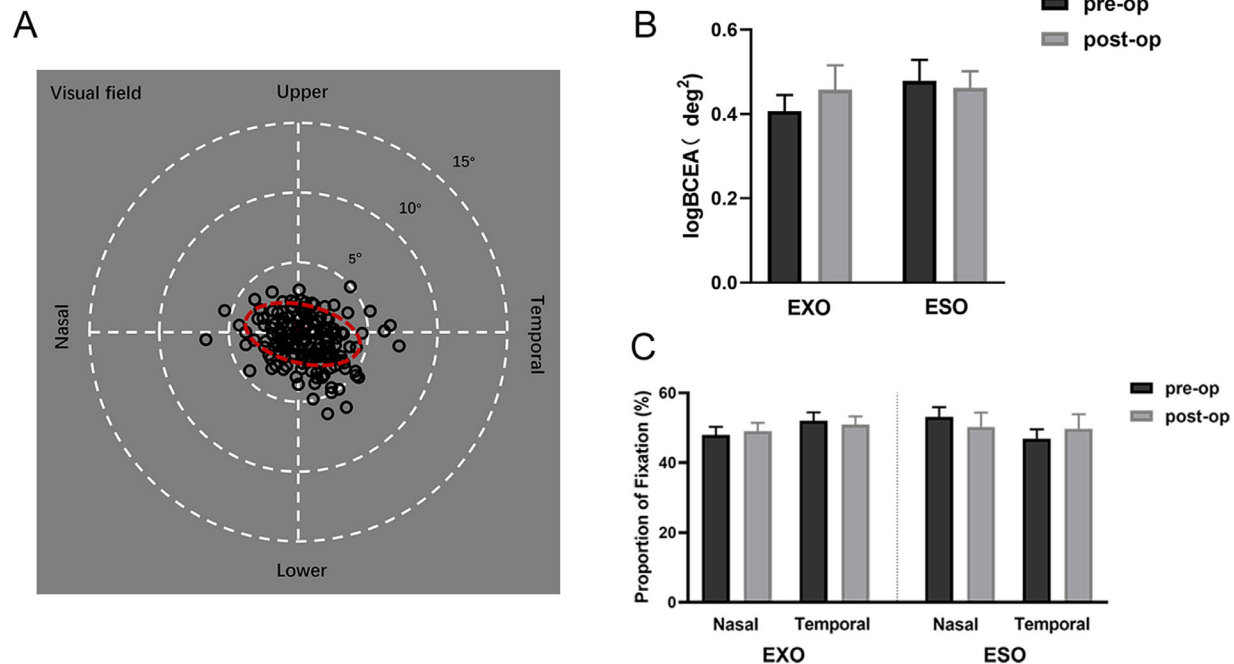 A
Visual field
Upper
15°
10°
5°
Nasal
Temporal
Lower
B
pre-op
post-op
logBCEA( deg²)
0.6
0.4
0.2
0.0
EXO ESO
C
pre-op
post-op
Proportion of Fixation (%)
60
40
20
0
Nasal Temporal Nasal Temporal
EXO ESO